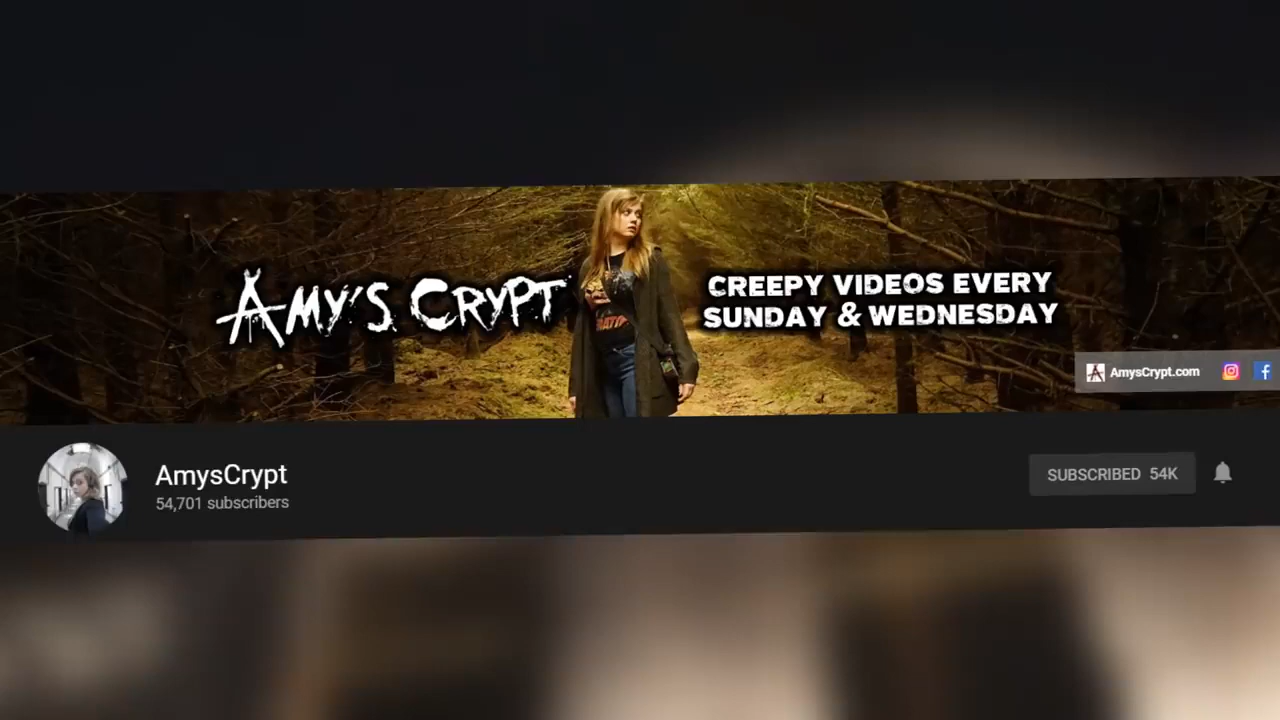 AMY'S CRYPT
CREEPY VIDEOS EVERY
SUNDAY & WEDNESDAY
AmysCrypt.com
AmysCrypt
54,701 subscribers
SUBSCRIBED 54K